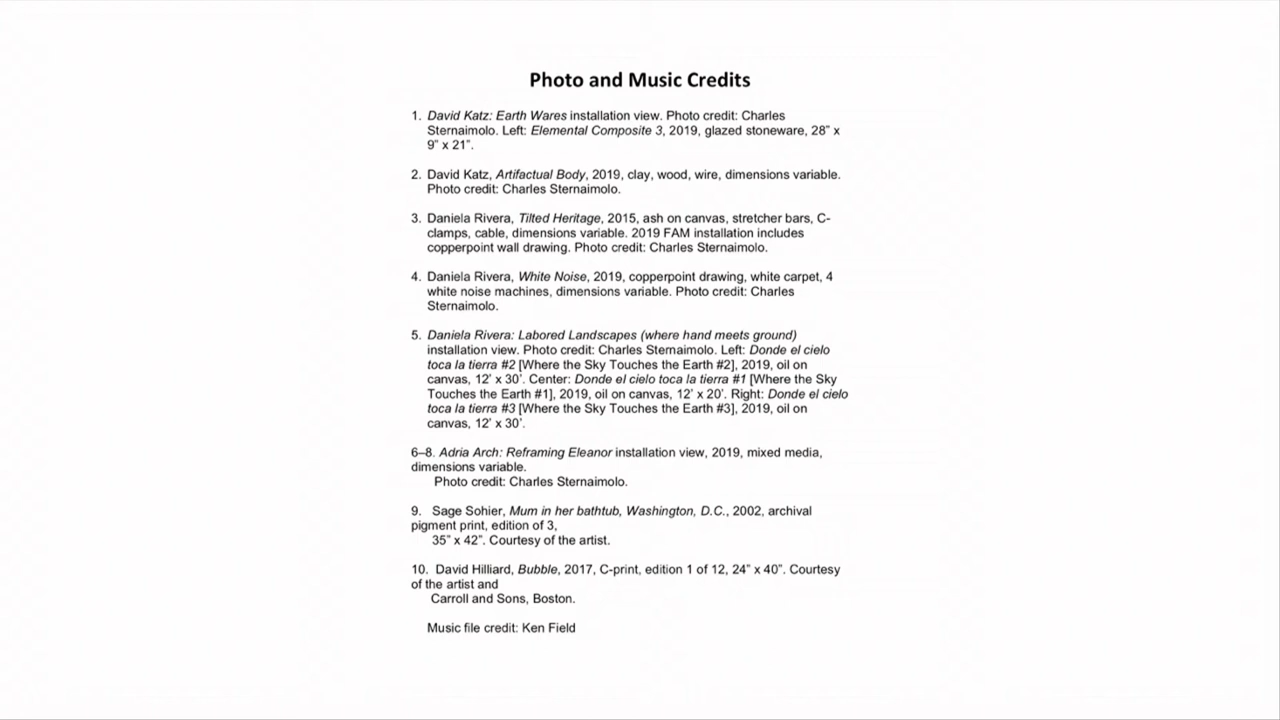 Photo and Music Credits
1. David Katz: Earth Wares installation view. Photo credit: Charles
Sternaimolo. Left: Elemental Composite 3, 2019, glazed stoneware, 28” x
9” x 21”.
2. David Katz, Artifactual Body, 2019, clay, wood, wire, dimensions variable.
Photo credit: Charles Sternaimolo.
3. Daniela Rivera, Tilted Heritage, 2015, ash on canvas, stretcher bars, C-
clamps, cable, dimensions variable. 2019 FAM installation includes
copperpoint wall drawing. Photo credit: Charles Sternaimolo.
4. Daniela Rivera, White Noise, 2019, copperpoint drawing, white carpet, 4
white noise machines, dimensions variable. Photo credit: Charles
Sternaimolo.
5. Daniela Rivera: Labored Landscapes (where hand meets ground)
installation view. Photo credit: Charles Sternaimolo. Left: Donde el cielo
toca la tierra #2 [Where the Sky Touches the Earth #2], 2019, oil on
canvas, 12’ x 30’. Center: Donde el cielo toca la tierra #1 [Where the Sky
Touches the Earth #1], 2019, oil on canvas, 12’ x 20’. Right: Donde el cielo
toca la tierra #3 [Where the Sky Touches the Earth #3], 2019, oil on
canvas, 12’ x 30’.
6–8. Adria Arch: Reframing Eleanor installation view, 2019, mixed media,
dimensions variable.
Photo credit: Charles Sternaimolo.
9. Sage Sohier, Mum in her bathtub, Washington, D.C., 2002, archival
pigment print, edition of 3,
35” x 42”. Courtesy of the artist.
10. David Hilliard, Bubble, 2017, C-print, edition 1 of 12, 24” x 40”. Courtesy
of the artist and
Carroll and Sons, Boston.
Music file credit: Ken Field